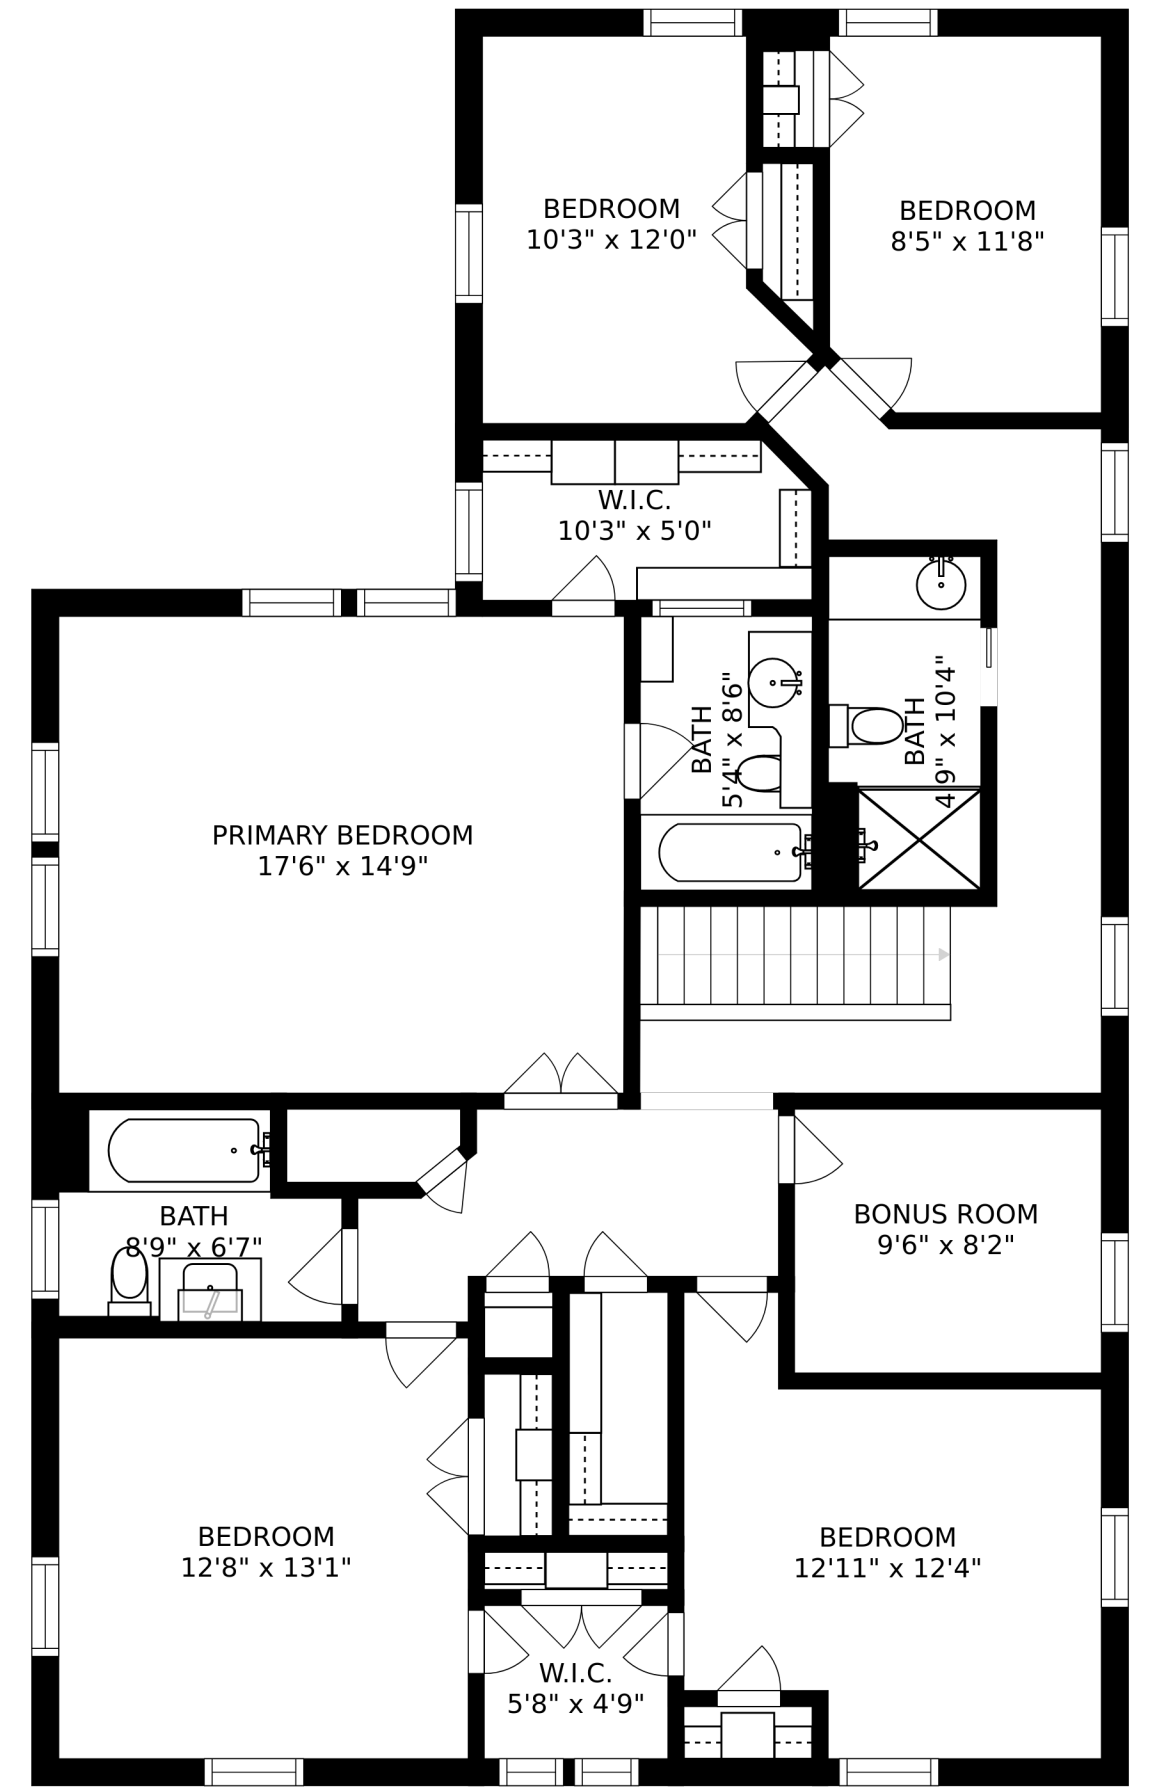 BEDROOM
10'3" x 12'0"
BEDROOM
8'5" x 11'8"
W.I.C.
10'3" x 5'0"
BATH
5'4" x 8'6"
BATH
4'9" x 10'4"
PRIMARY BEDROOM
17'6" x 14'9"
BATH
8'9" x 6'7"
BONUS ROOM
9'6" x 8'2"
BEDROOM
12'8" x 13'1"
BEDROOM
12'11" x 12'4"
W.I.C.
5'8" x 4'9"